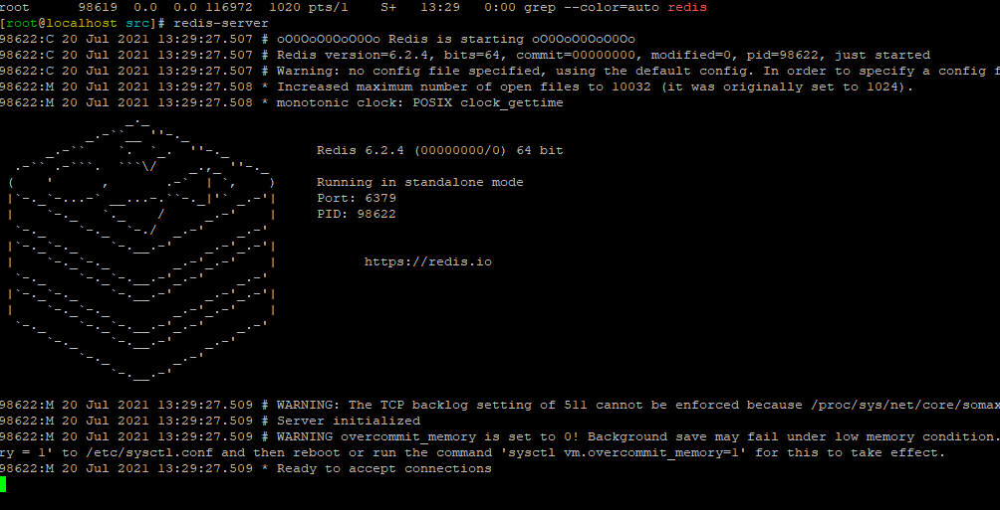 root      98619  0.0  0.0 116972  1020 pts/1    S+   13:29   0:00 grep --color=auto redis
[root@localhost src]# redis-server
98622:C 20 Jul 2021 13:29:27.507 # oO0OoO0OoO0Oo Redis is starting oO0OoO0OoO0Oo
98622:C 20 Jul 2021 13:29:27.507 # Redis version=6.2.4, bits=64, commit=00000000, modified=0, pid=98622, just started
98622:C 20 Jul 2021 13:29:27.507 # Warning: no config file specified, using the default config. In order to specify a config f
98622:M 20 Jul 2021 13:29:27.508 * Increased maximum number of open files to 10032 (it was originally set to 1024).
98622:M 20 Jul 2021 13:29:27.508 * monotonic clock: POSIX clock_gettime
Redis 6.2.4 (00000000/0) 64 bit
Running in standalone mode
Port: 6379
PID: 98622
https://redis.io
98622:M 20 Jul 2021 13:29:27.509 # WARNING: The TCP backlog setting of 511 cannot be enforced because /proc/sys/net/core/somax
98622:M 20 Jul 2021 13:29:27.509 # Server initialized
98622:M 20 Jul 2021 13:29:27.509 # WARNING overcommit_memory is set to 0! Background save may fail under low memory condition.
ry = 1' to /etc/sysctl.conf and then reboot or run the command 'sysctl vm.overcommit_memory=1' for this to take effect.
98622:M 20 Jul 2021 13:29:27.509 * Ready to accept connections